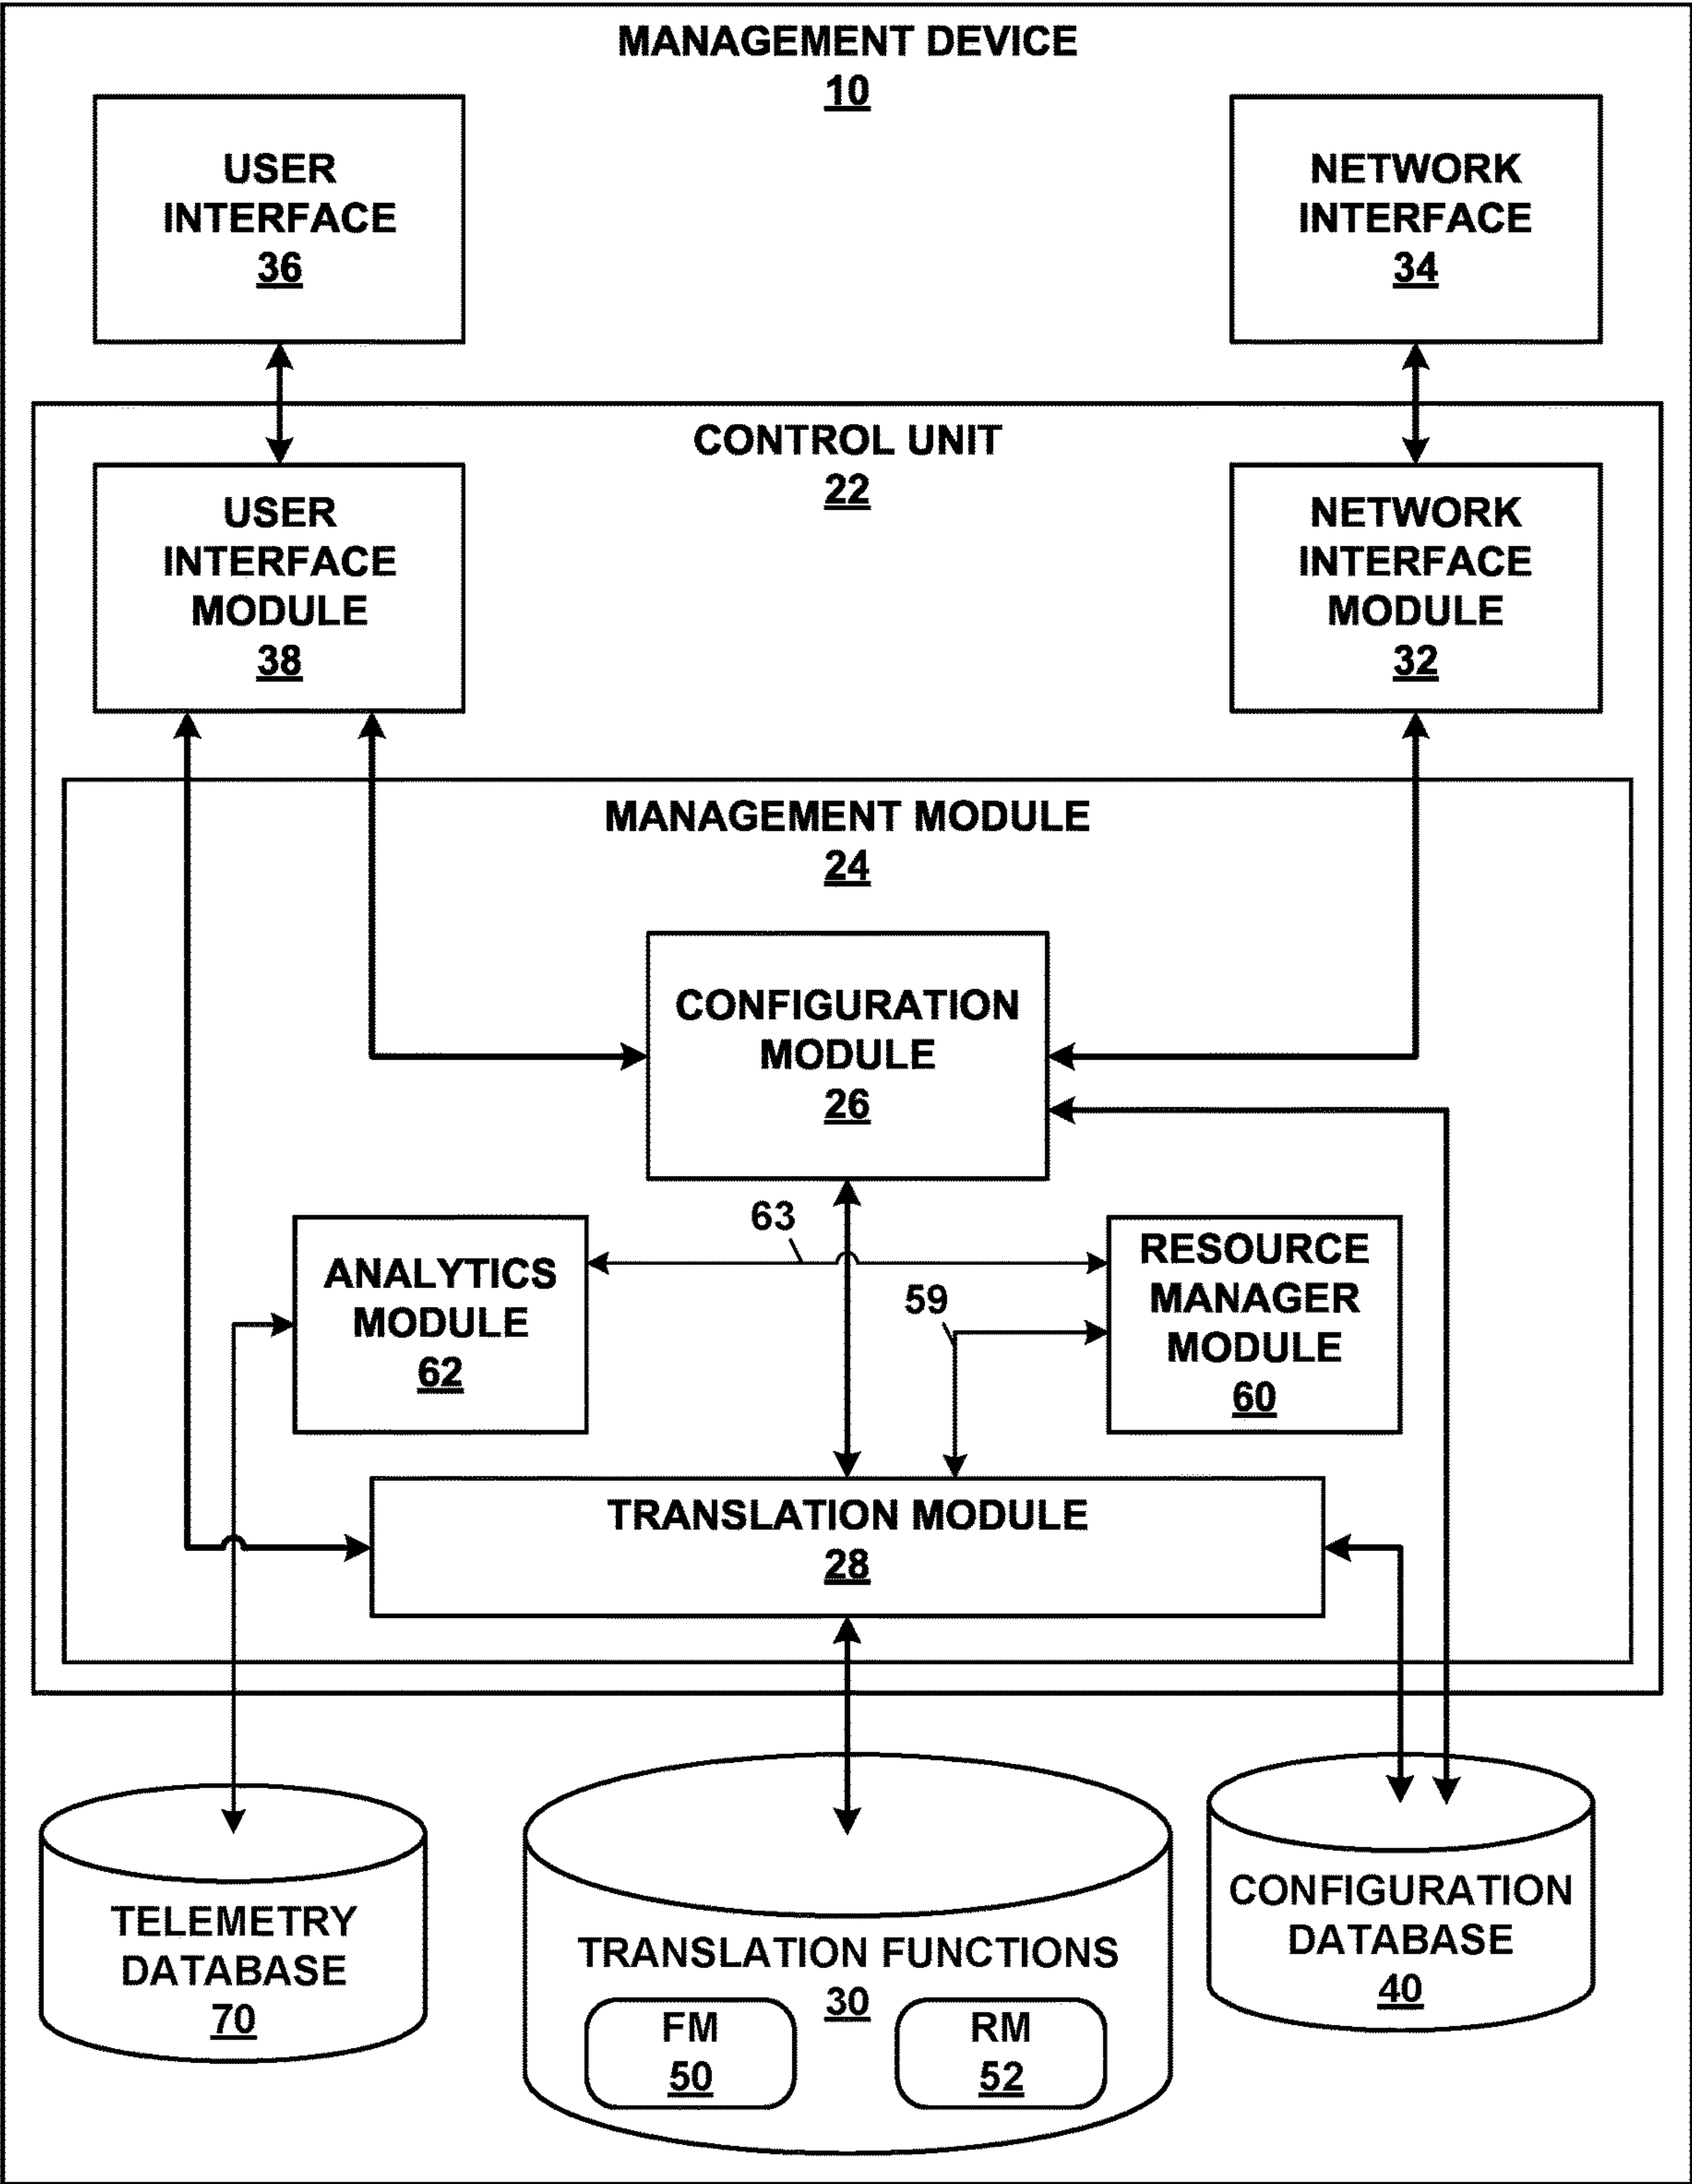 MANAGEMENT DEVICE
10
USER
INTERFACE
36
NETWORK
INTERFACE
34
CONTROL UNIT
22
USER
INTERFACE
MODULE
38
NETWORK
INTERFACE
MODULE
32
MANAGEMENT MODULE
24
CONFIGURATION
MODULE
26
63
ANALYTICS
MODULE
62
59
RESOURCE
MANAGER
MODULE
60
TRANSLATION MODULE
28
TELEMETRY
DATABASE
70
TRANSLATION FUNCTIONS
30
FM
50
RM
52
CONFIGURATION
DATABASE
40